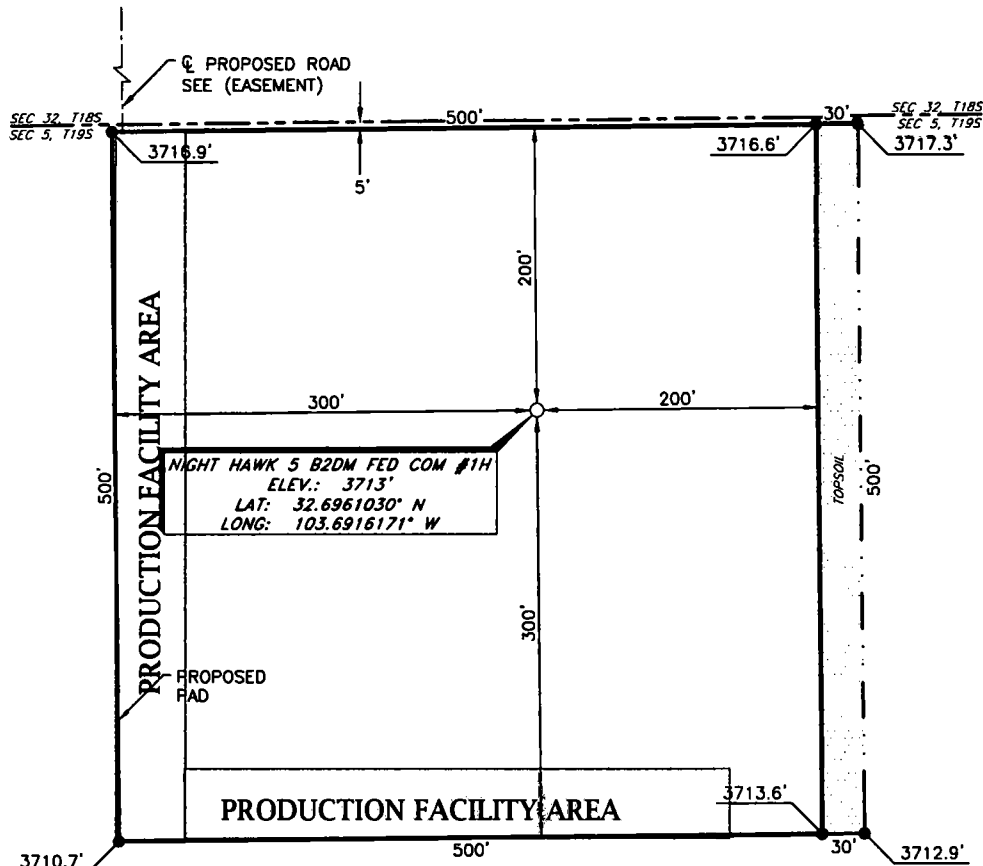 ℄ PROPOSED ROAD
SEE (EASEMENT)
SEC 32, T18S
SEC 5, T19S
500'
30'
SEC 32, T18S
SEC 5, T19S
3716.9'
3716.6'
3717.3'
5'
200'
PRODUCTION FACILITY AREA
300'
200'
500'
NIGHT HAWK 5 B2DM FED COM #1H
ELEV.: 3713'
LAT: 32.6961030° N
LONG: 103.6916171° W
TOPSOIL
500'
300'
PROPOSED
PAD
PRODUCTION FACILITY AREA
3713.6'
3710.7'
500'
30'
3712.9'